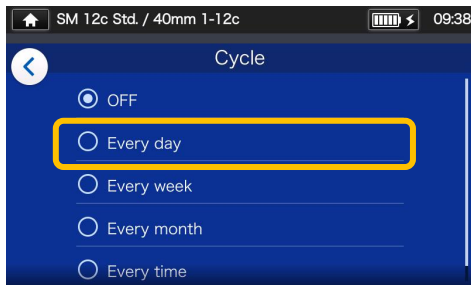 SM 12c Std. / 40mm 1-12c 09:38
Cycle
OFF
Every day
Every week
Every month
Every time